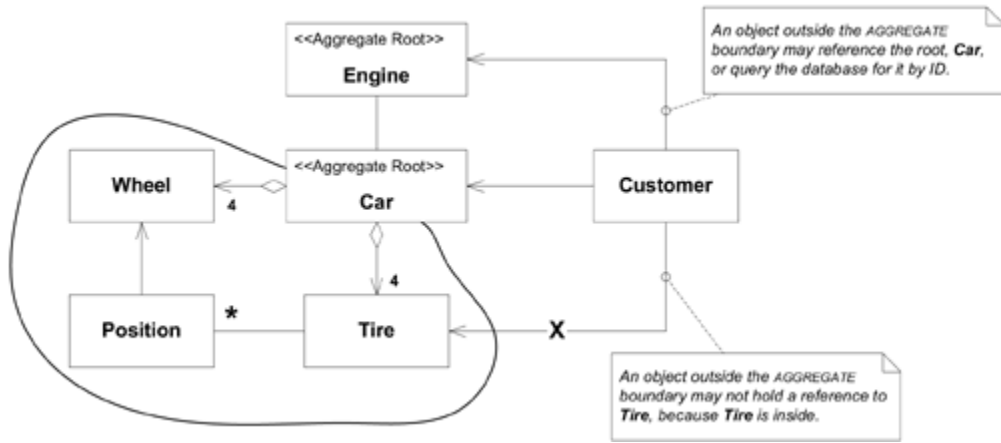 <<Aggregate Root>>
Engine
An object outside the AGGREGATE
boundary may reference the root, Car,
or query the database for it by ID.
Wheel
4
<<Aggregate Root>>
Car
Customer
4
Position
*
Tire
X
An object outside the AGGREGATE
boundary may not hold a reference to
Tire, because Tire is inside.